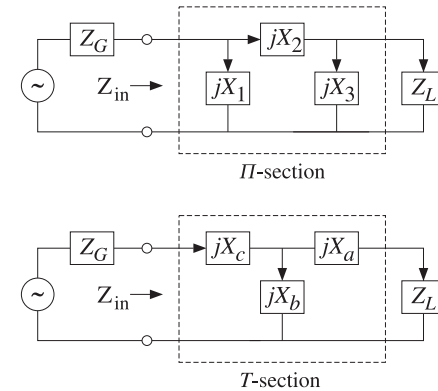 Z_G
jX_2
Z_in
jX_1
jX_3
Z_L
~
Π-section
Z_G
jX_c
jX_a
Z_in
jX_b
Z_L
~
T-section